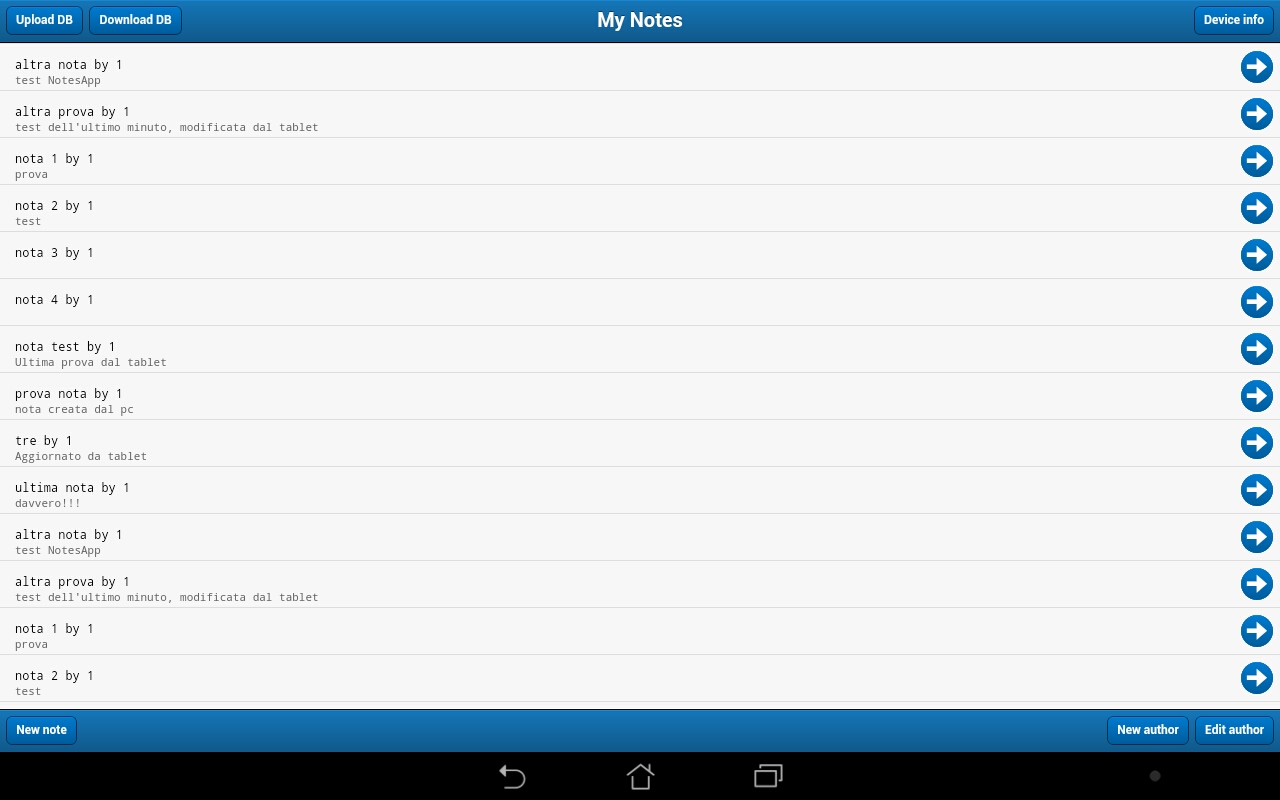 Upload DB Download DB My Notes Device info
altra nota by 1
test NotesApp
altra prova by 1
test dell'ultimo minuto, modificata dal tablet
nota 1 by 1
prova
nota 2 by 1
test
nota 3 by 1
nota 4 by 1
nota test by 1
Ultima prova dal tablet
prova nota by 1
nota creata dal pc
tre by 1
Aggiornato da tablet
ultima nota by 1
davvero!!!
altra nota by 1
test NotesApp
altra prova by 1
test dell'ultimo minuto, modificata dal tablet
nota 1 by 1
prova
nota 2 by 1
test
New note New author Edit author